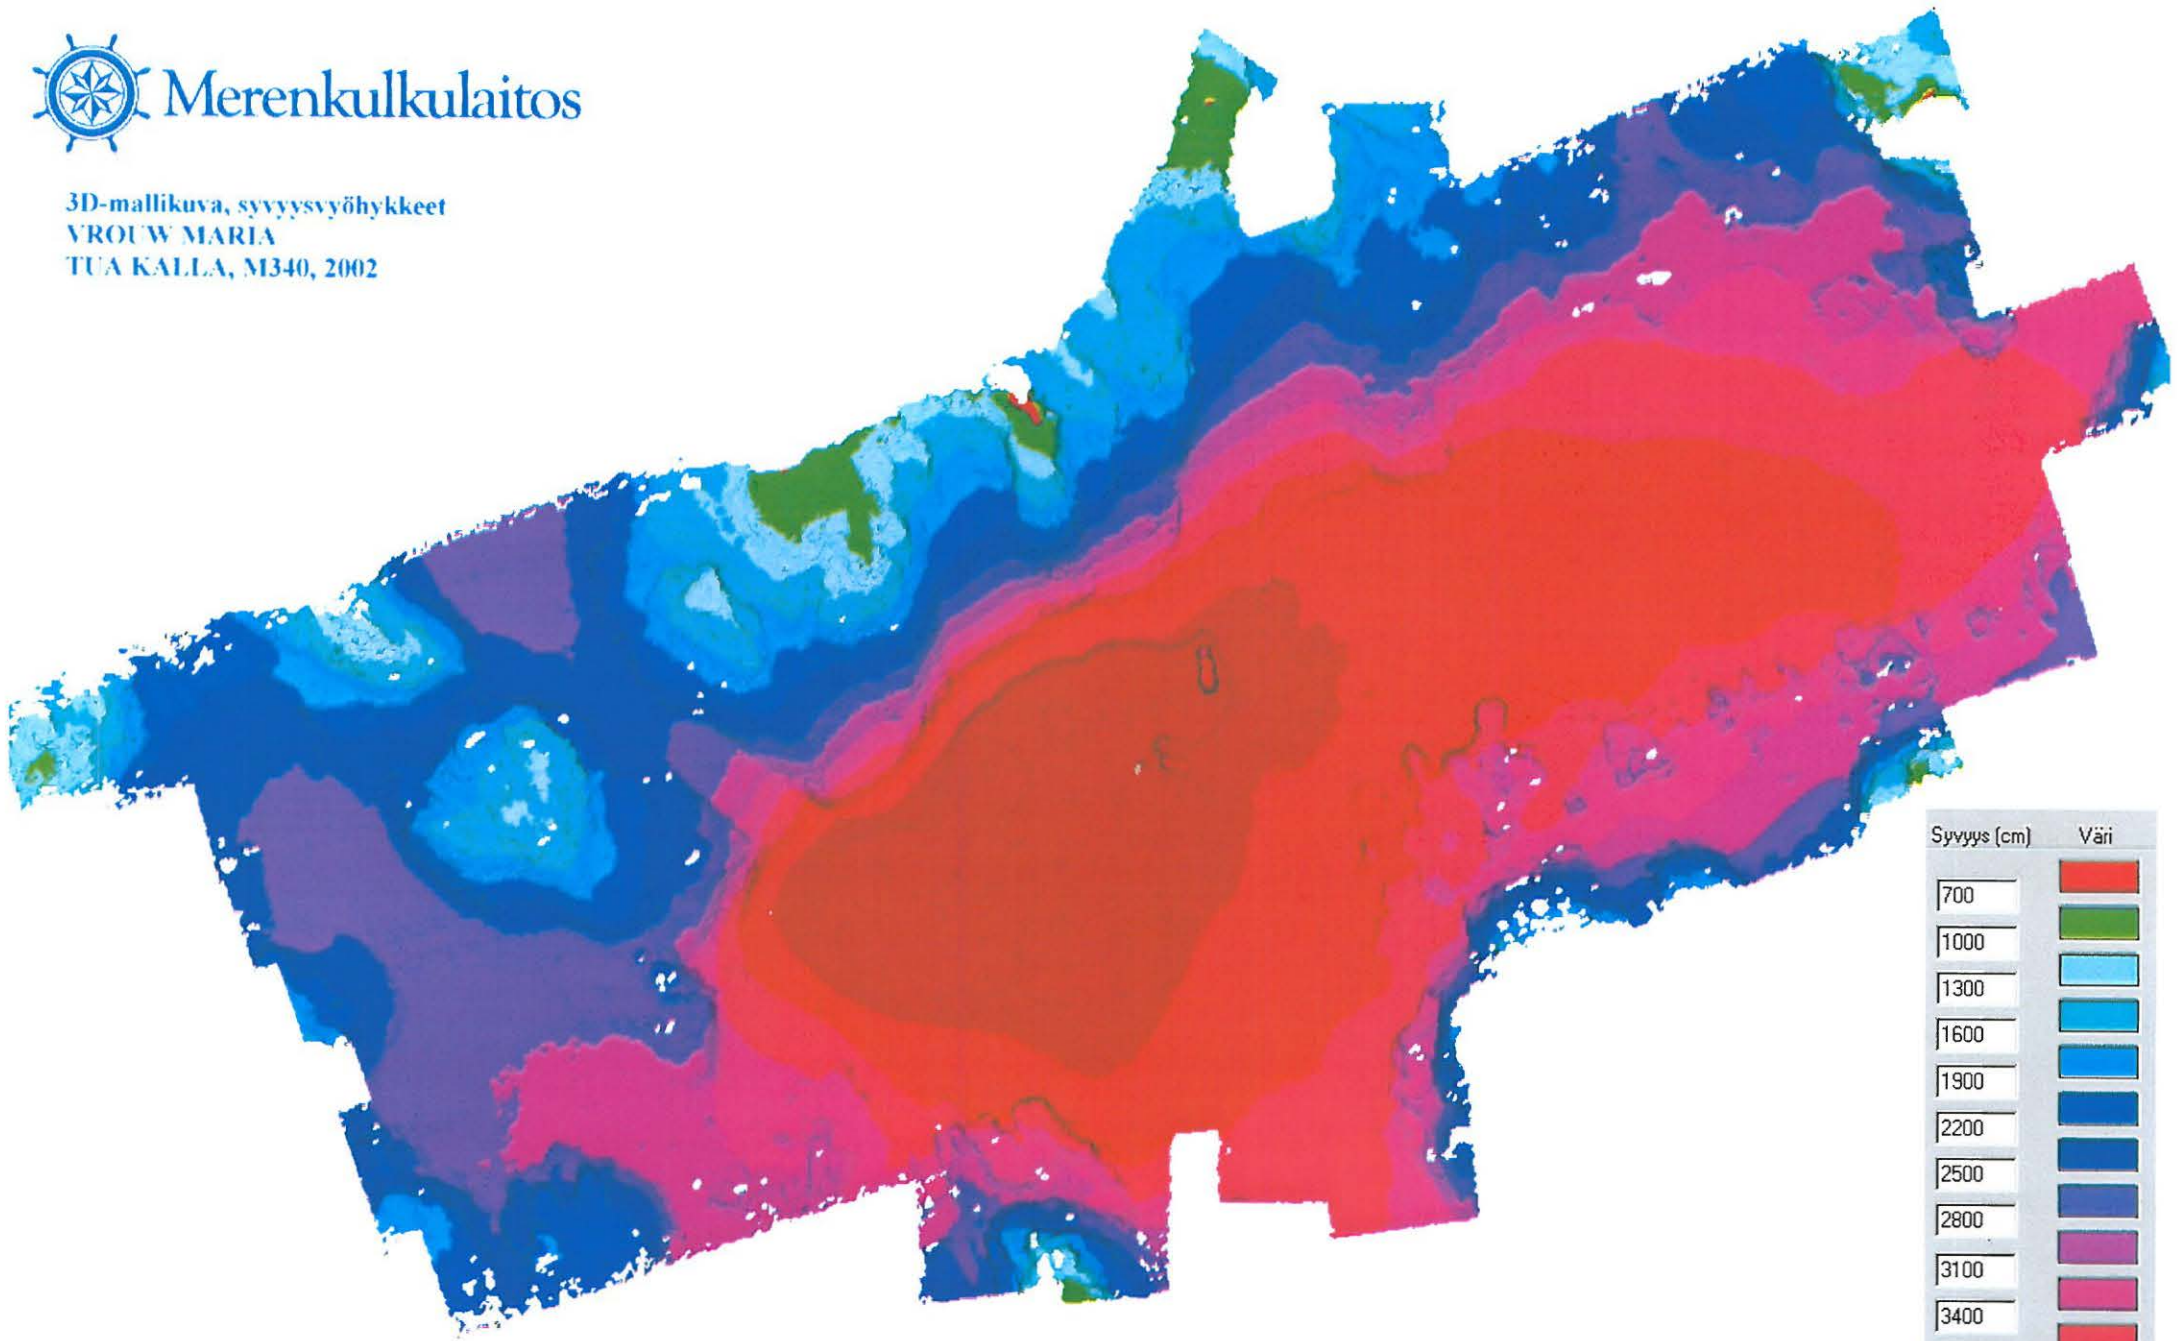 Merenkulkulaitos
3D-mallikuva, syvyysvyöhykkeet
VROUW MARIA
TUA KALLA, M340, 2002
Syvyys (cm) Väri
700
1000
1300
1600
1900
2200
2500
2800
3100
3400